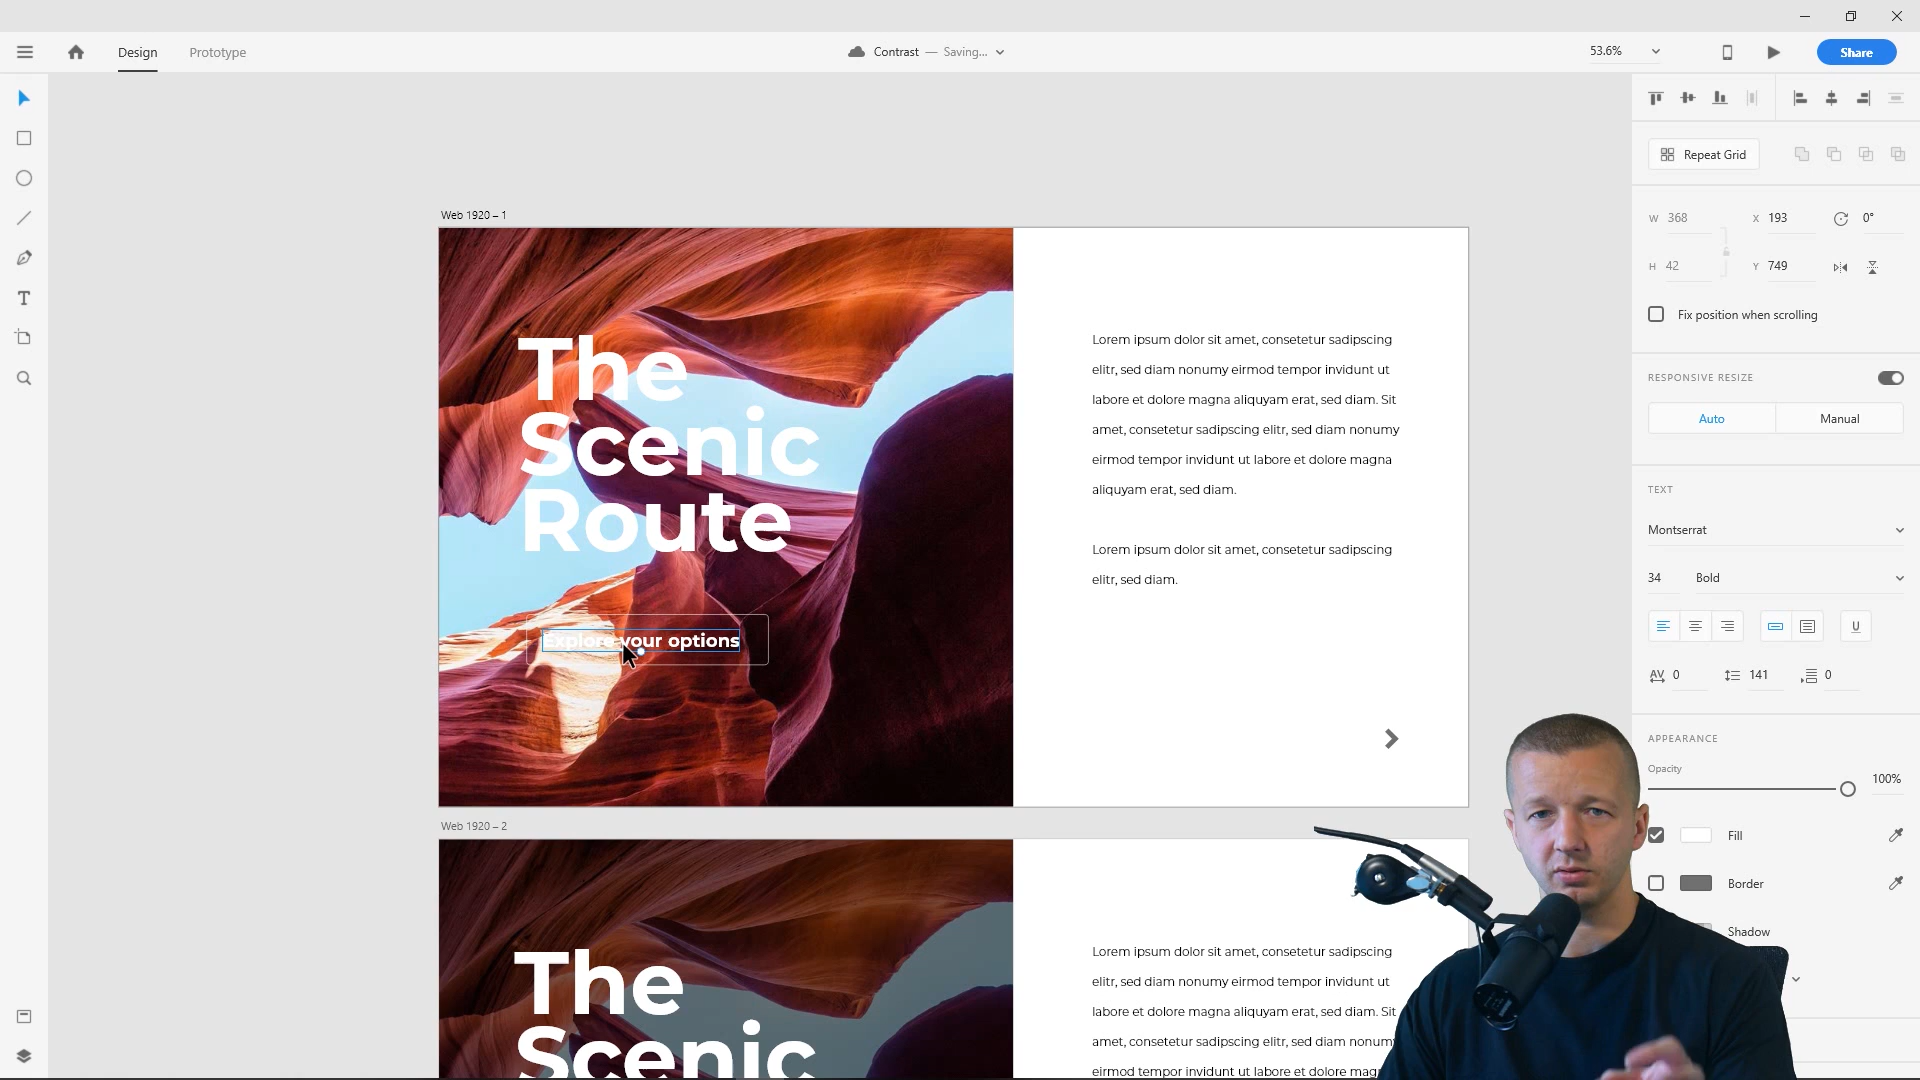 Design
Prototype
Contrast — Saving...
53.6%
Share
Repeat Grid
W 368
X 193
0°
H 42
Y 749
Fix position when scrolling
RESPONSIVE RESIZE
Auto
Manual
TEXT
Montserrat
34
Bold
U
AV 0
141
0
APPEARANCE
Opacity
100%
Fill
Border
Shadow
Web 1920 – 1
The
Scenic
Route
Explore your options
Lorem ipsum dolor sit amet, consetetur sadipscing
elitr, sed diam nonumy eirmod tempor invidunt ut
labore et dolore magna aliquyam erat, sed diam. Sit
amet, consetetur sadipscing elitr, sed diam nonumy
eirmod tempor invidunt ut labore et dolore magna
aliquyam erat, sed diam.
Lorem ipsum dolor sit amet, consetetur sadipscing
elitr, sed diam.
Web 1920 – 2
The
Scenic
Lorem ipsum dolor sit amet, consetetur sadipscing
elitr, sed diam nonumy eirmod tempor invidunt ut
labore et dolore magna aliquyam erat, sed diam. Sit
amet, consetetur sadipscing elitr, sed diam nonumy
eirmod tempor invidunt ut labore et dolore